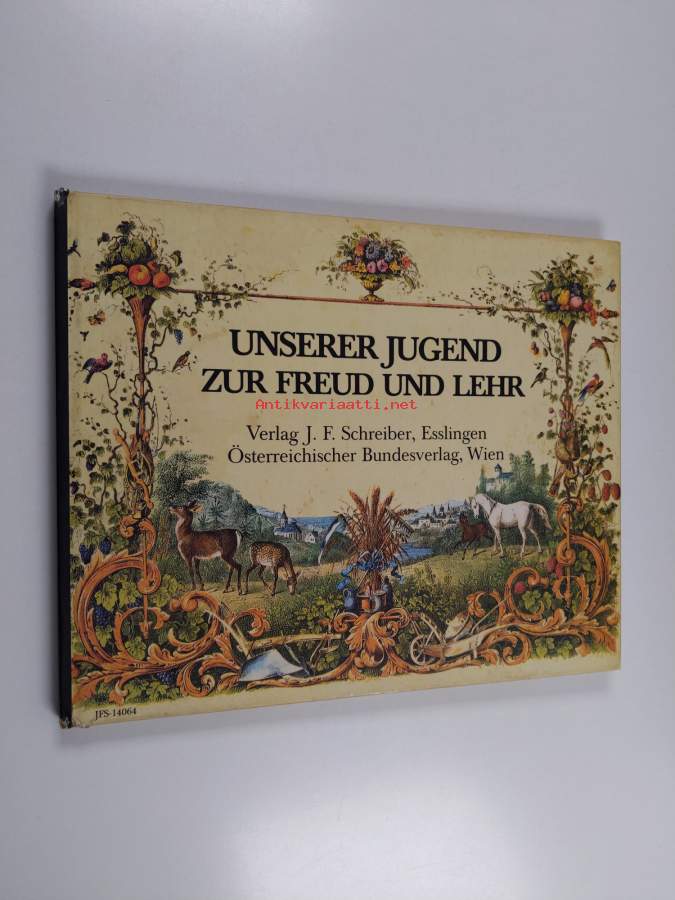 UNSERER JUGEND
ZUR FREUD UND LEHR
Antikvariaatti.net
Verlag J. F. Schreiber, Esslingen
Österreichischer Bundesverlag, Wien
JFS-14064